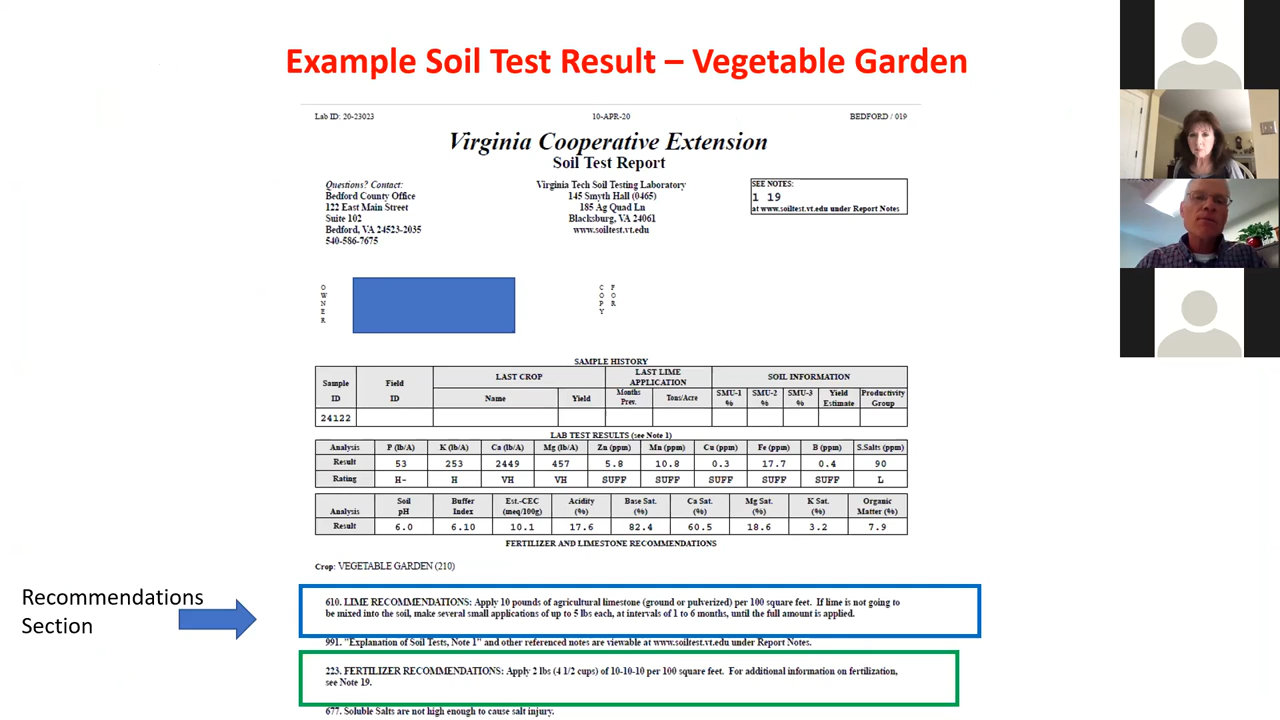 Example Soil Test Result – Vegetable Garden
Lab ID: 20-23023 10-APR-20 BEDFORD / 019
Virginia Cooperative Extension
Soil Test Report
Questions? Contact:
Bedford County Office
122 East Main Street
Suite 102
Bedford, VA 24523-2035
540-586-7675
Virginia Tech Soil Testing Laboratory
145 Smyth Hall (0465)
185 Ag Quad Ln
Blacksburg, VA 24061
www.soiltest.vt.edu
SEE NOTES:
1 19
at www.soiltest.vt.edu under Report Notes
OWNER
COPY
FOR
SAMPLE HISTORY
Sample ID Field ID LAST CROP LAST LIME APPLICATION SOIL INFORMATION
Name Yield Months Prev. Tons/Acre SMU-1 % SMU-2 % SMU-3 % Yield Estimate Productivity Group
24122
LAB TEST RESULTS (see Note 1)
Analysis P (lb/A) K (lb/A) Ca (lb/A) Mg (lb/A) Zn (ppm) Mn (ppm) Cu (ppm) Fe (ppm) B (ppm) S.Salts (ppm)
Result 53 253 2449 457 5.8 10.8 0.3 17.7 0.4 90
Rating H- H VH VH SUFF SUFF SUFF SUFF SUFF L
Analysis Soil pH Buffer Index Est.-CEC (meq/100g) Acidity (%) Base Sat. (%) Ca Sat. (%) Mg Sat. (%) K Sat. (%) Organic Matter (%)
Result 6.0 6.10 10.1 17.6 82.4 60.5 18.6 3.2 7.9
FERTILIZER AND LIMESTONE RECOMMENDATIONS
Crop: VEGETABLE GARDEN (210)
Recommendations
Section
610. LIME RECOMMENDATIONS: Apply 10 pounds of agricultural limestone (ground or pulverized) per 100 square feet. If lime is not going
to be mixed into the soil, make several small applications of up to 5 lbs each, at intervals of 1 to 6 months, until the full amount is applied.
991. "Explanation of Soil Tests, Note 1" and other referenced notes are viewable at www.soiltest.vt.edu under Report Notes.
223. FERTILIZER RECOMMENDATIONS: Apply 2 lbs (4 1/2 cups) of 10-10-10 per 100 square feet. For additional information on fertilization,
see Note 19.
677. Soluble Salts are not high enough to cause salt injury.